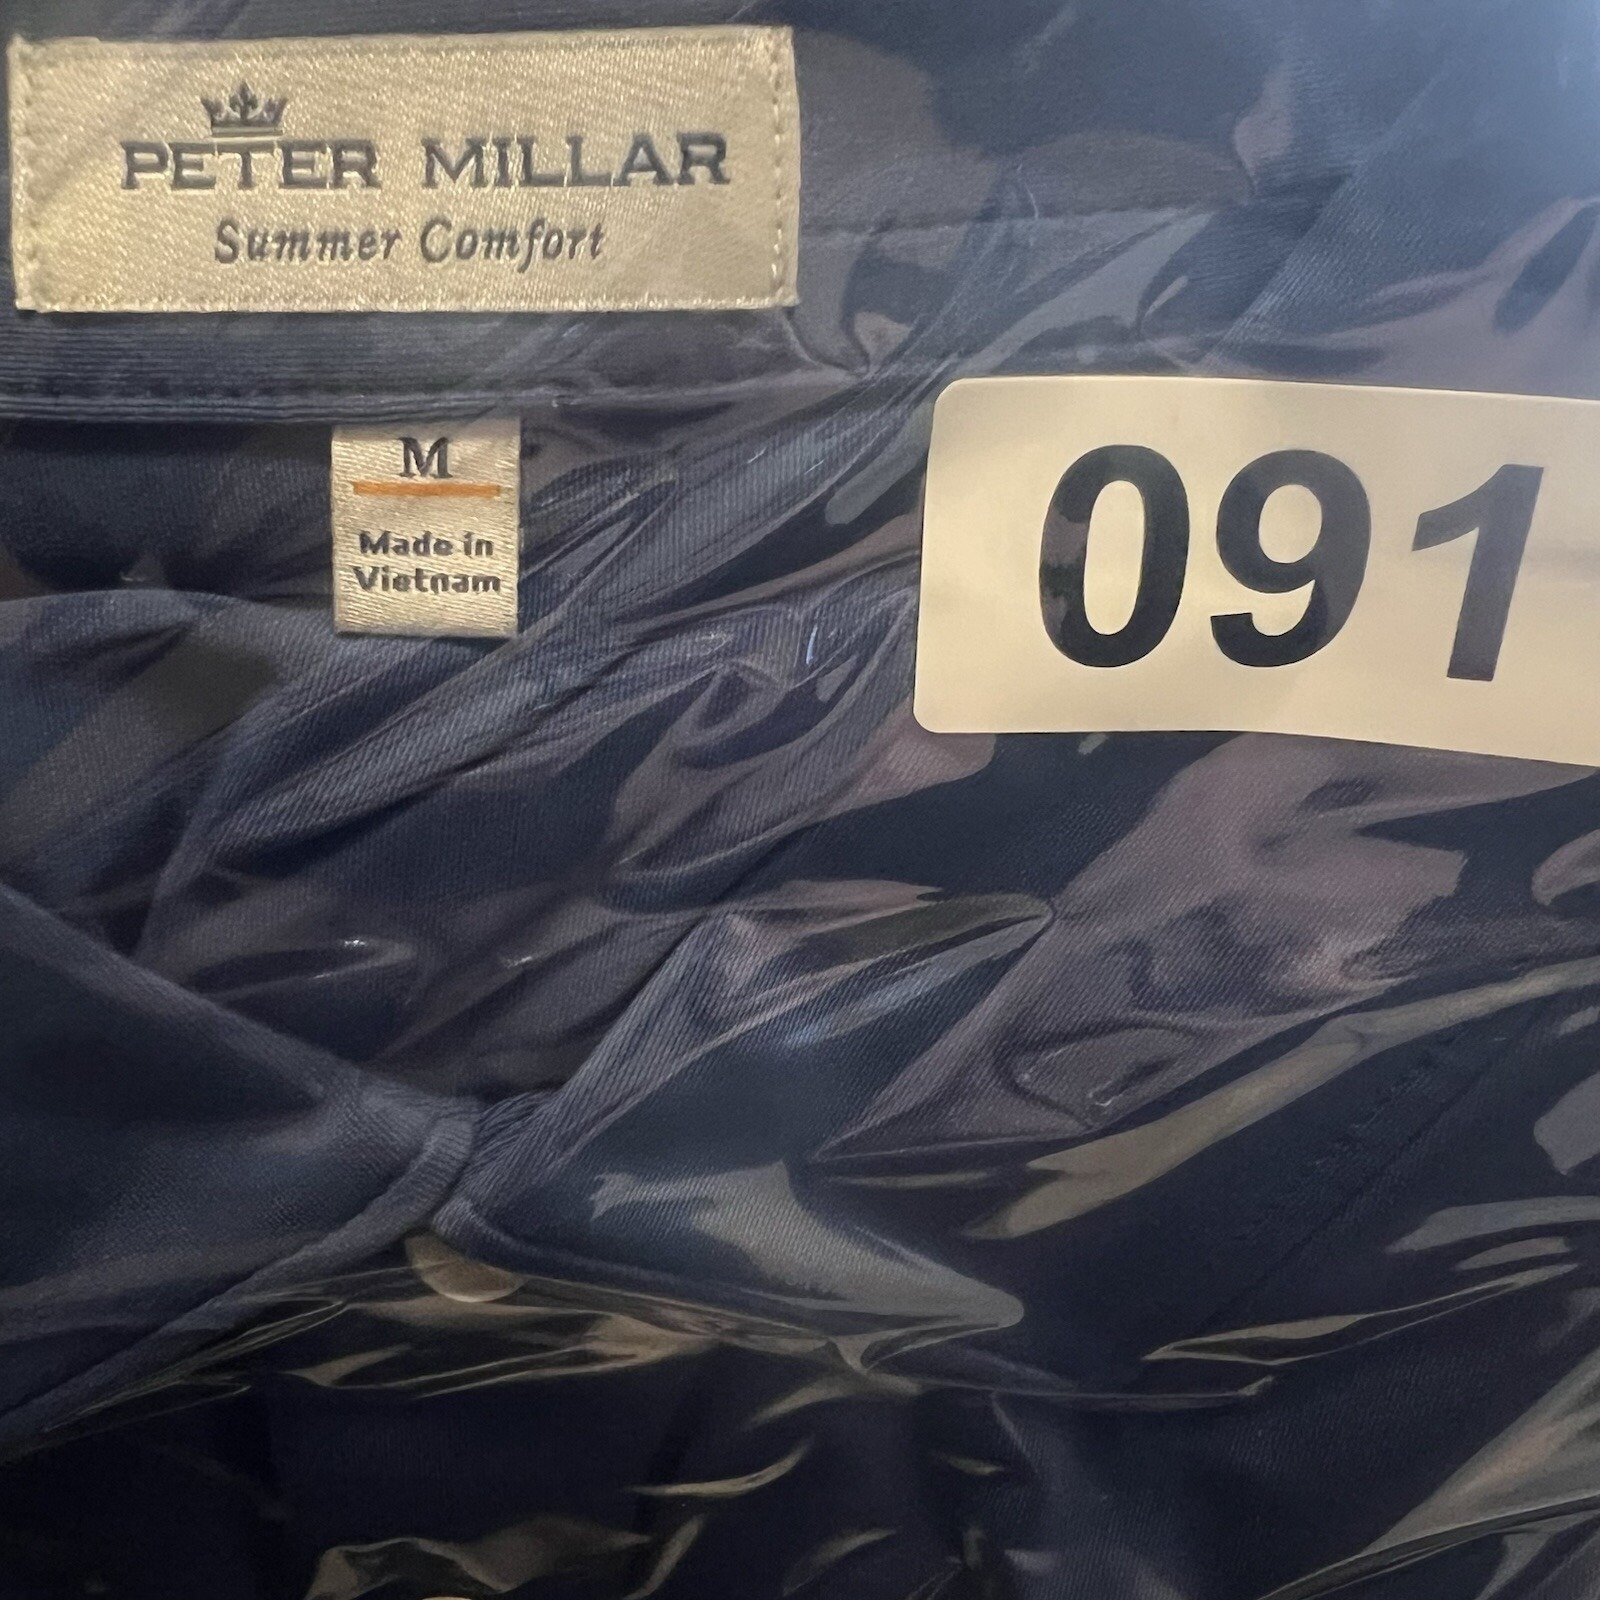 PETER MILLAR
Summer Comfort
M
Made in
Vietnam
091